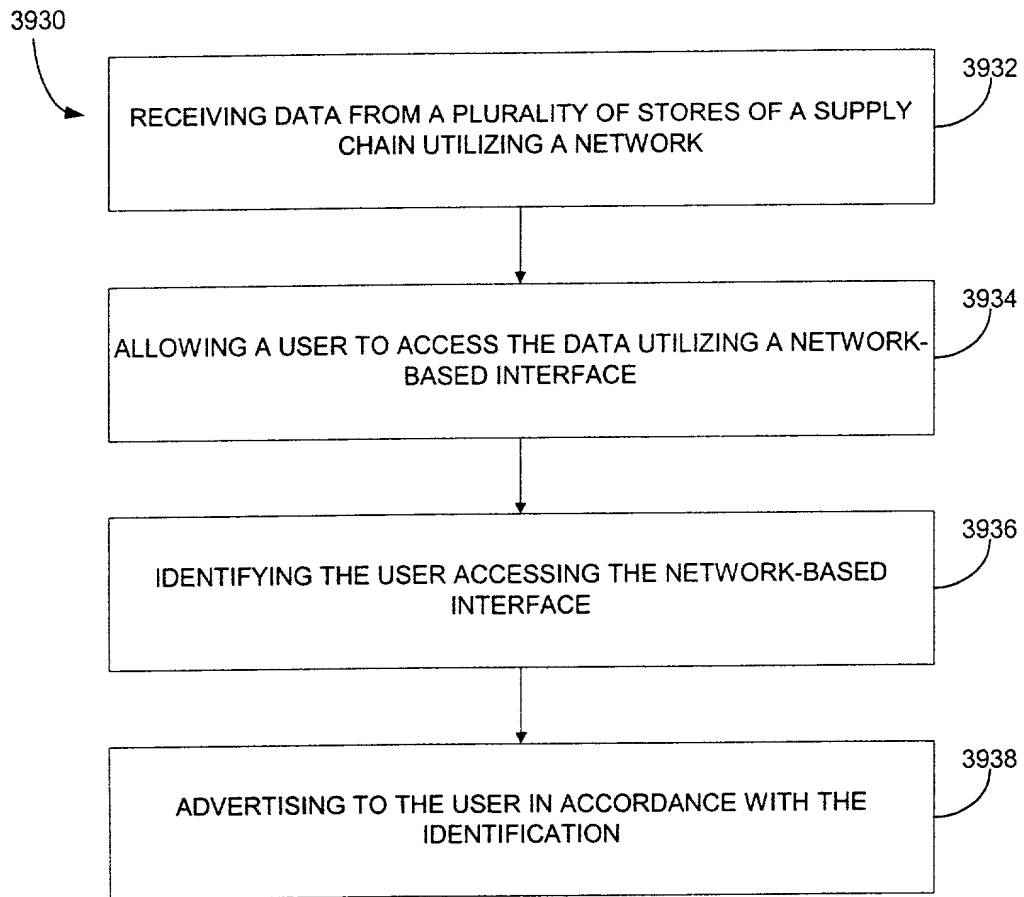 3930
3932
RECEIVING DATA FROM A PLURALITY OF STORES OF A SUPPLY
CHAIN UTILIZING A NETWORK
3934
ALLOWING A USER TO ACCESS THE DATA UTILIZING A NETWORK-
BASED INTERFACE
3936
IDENTIFYING THE USER ACCESSING THE NETWORK-BASED
INTERFACE
3938
ADVERTISING TO THE USER IN ACCORDANCE WITH THE
IDENTIFICATION